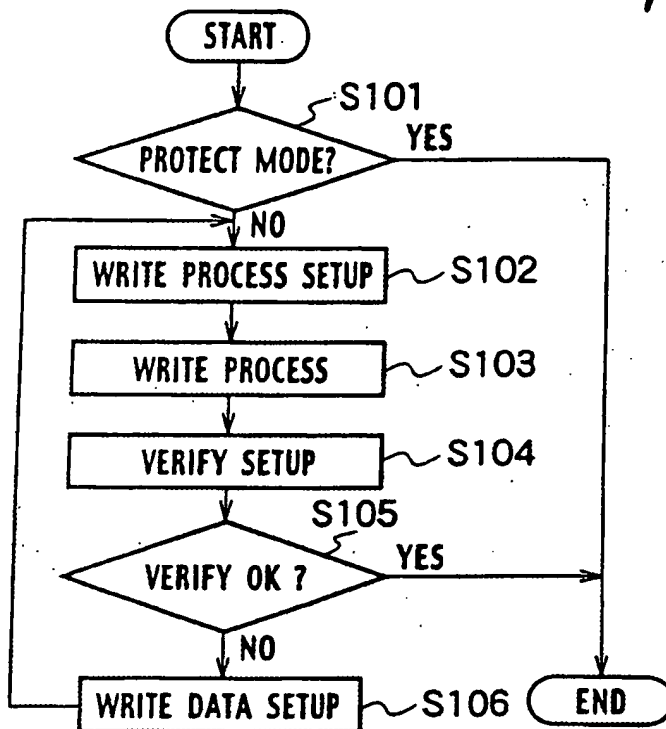 START
S101
PROTECT MODE?
YES
NO
WRITE PROCESS SETUP
S102
WRITE PROCESS
S103
VERIFY SETUP
S104
S105
VERIFY OK ?
YES
NO
WRITE DATA SETUP
S106
END